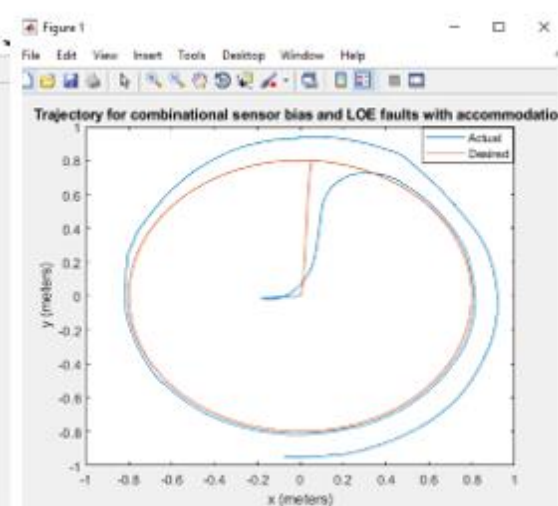 Figure 1
File Edit View Insert Tools Desktop Window Help
Trajectory for combinational sensor bias and LOE faults with accommodatio
Actual
Desired
1
0.8
0.6
0.4
0.2
0
-0.2
-0.4
-0.6
-0.8
-1
y (meters)
-1 -0.8 -0.6 -0.4 -0.2 0 0.2 0.4 0.6 0.8 1
x (meters)